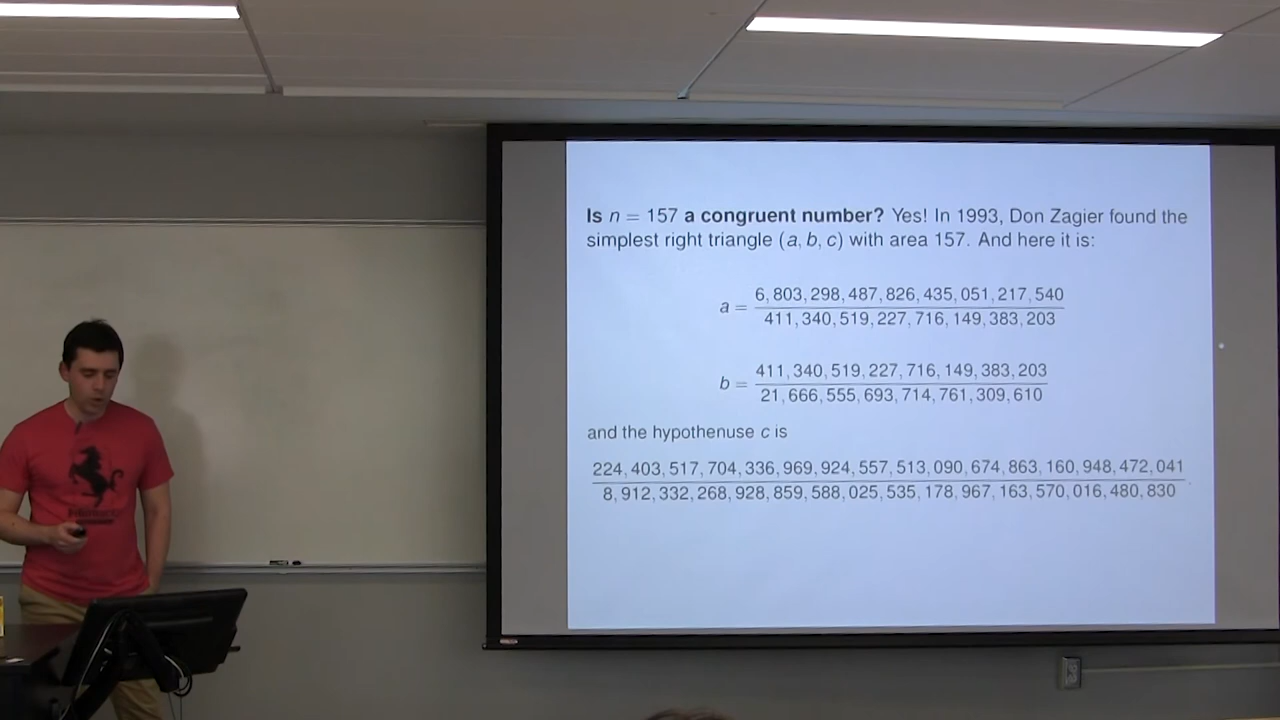 Is n = 157 a congruent number? Yes! In 1993, Don Zagier found the
simplest right triangle (a, b, c) with area 157. And here it is:
a = 6,803,298,487,826,435,051,217,540 / 411,340,519,227,716,149,383,203
b = 411,340,519,227,716,149,383,203 / 21,666,555,693,714,761,309,610
and the hypothenuse c is
224,403,517,704,336,969,924,557,513,090,674,863,160,948,472,041
8,912,332,268,928,859,588,025,535,178,967,163,570,016,480,830
.